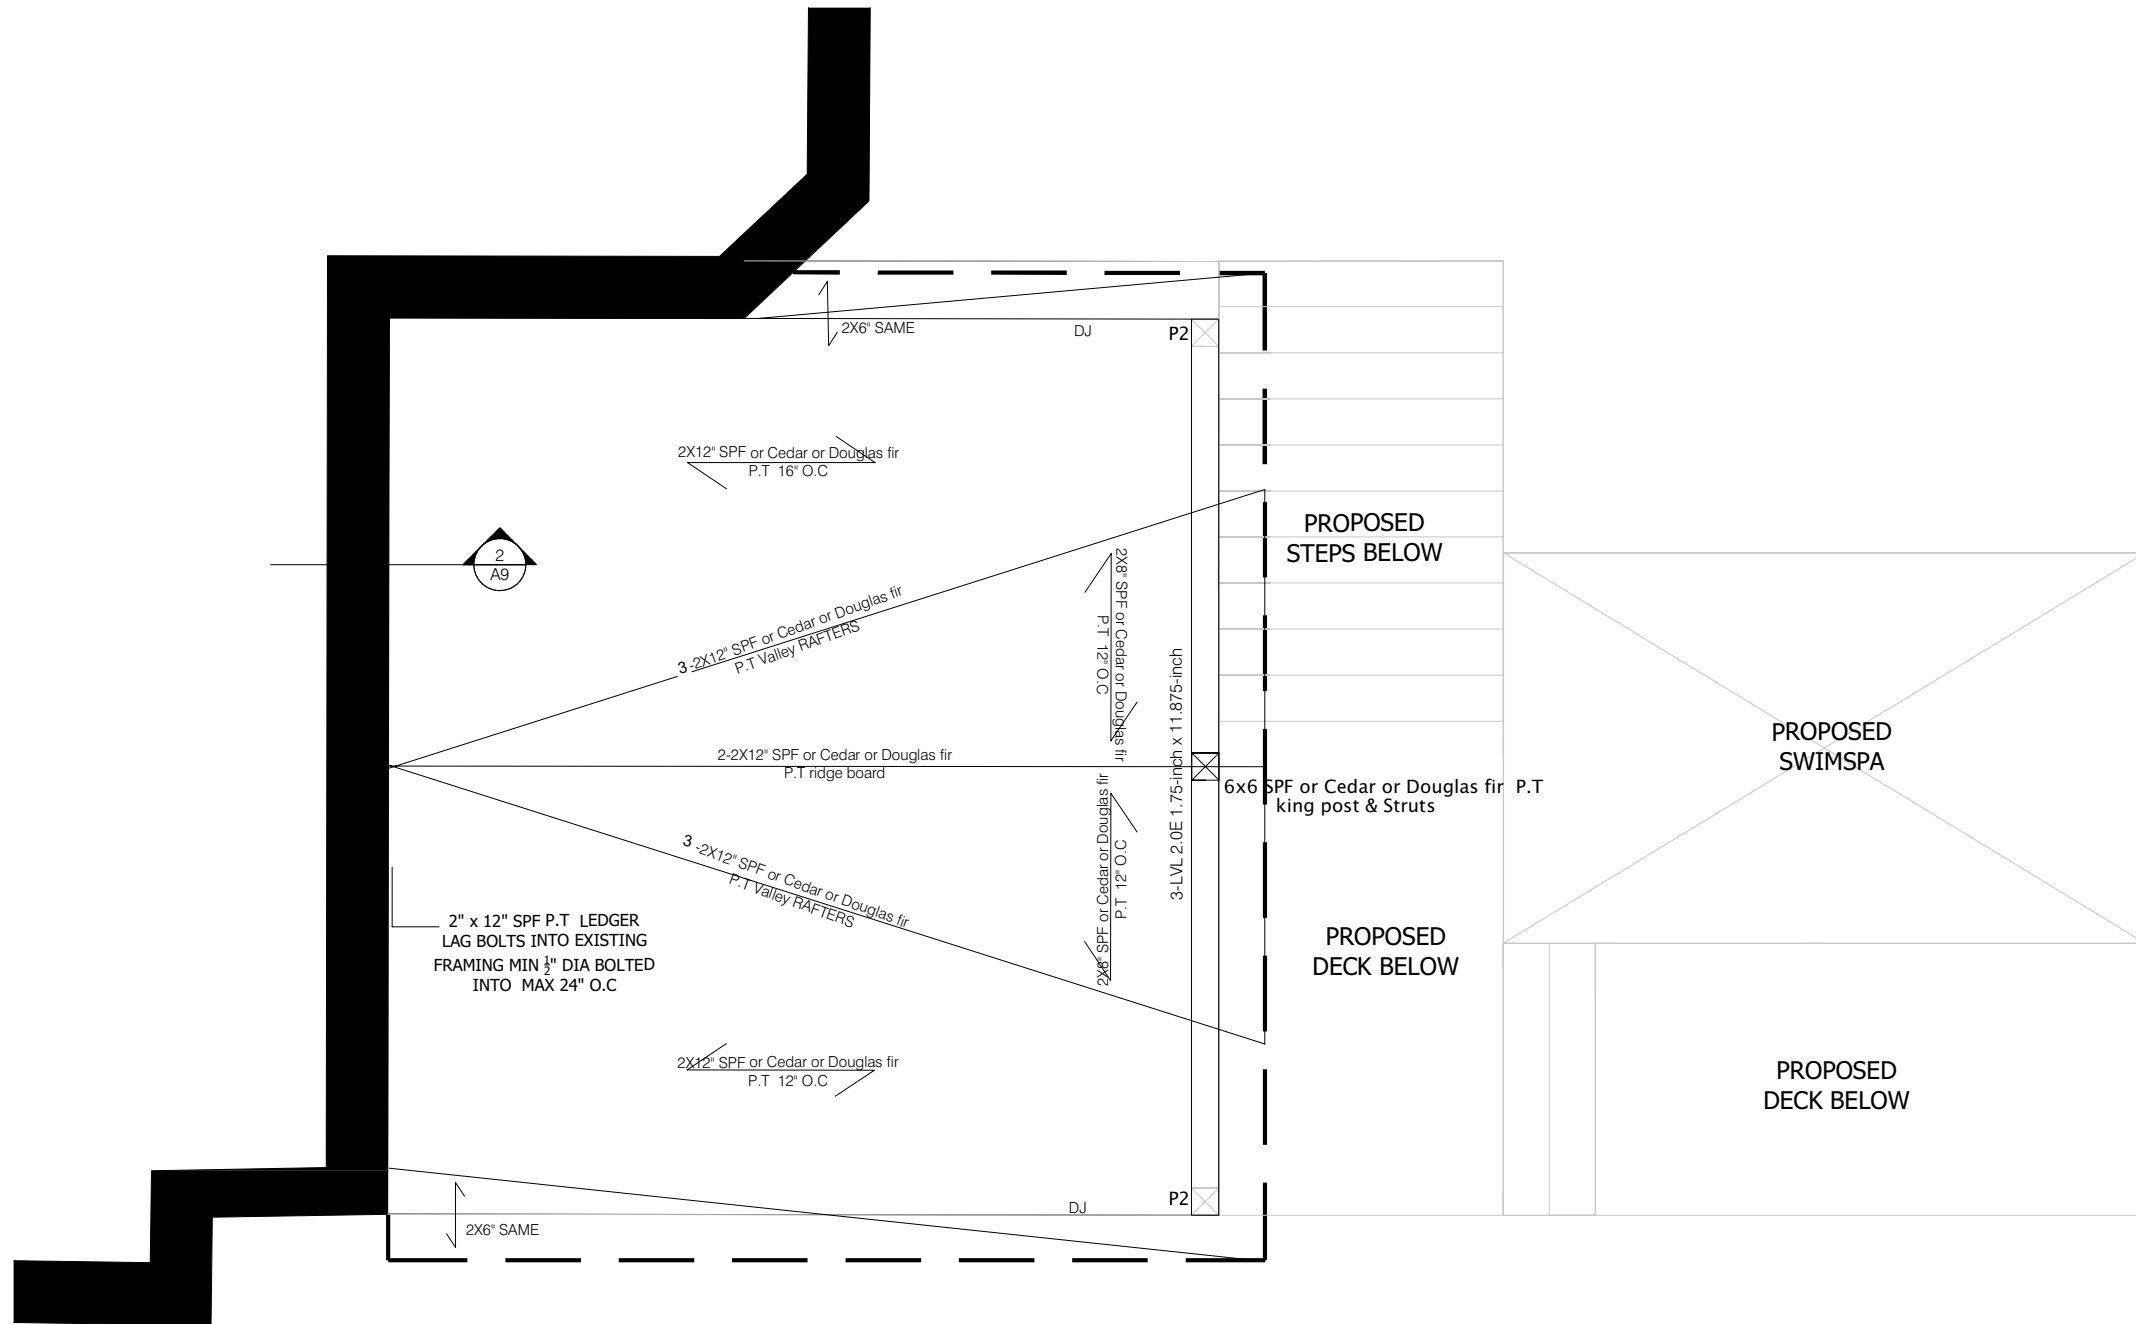 2X6" SAME
DJ
P2
2X12" SPF or Cedar or Douglas fir
P.T 16" O.C
2
A9
PROPOSED
STEPS BELOW
2X8" SPF or Cedar or Douglas fir
P.T 12" O.C
3 -2X12" SPF or Cedar or Douglas fir
P.T Valley RAFTERS
3-LVL 2.0E 1.75-inch x 11.875-inch
2-2X12" SPF or Cedar or Douglas fir
P.T ridge board
6x6 SPF or Cedar or Douglas fir P.T
king post & Struts
PROPOSED
SWIMSPA
2X8" SPF or Cedar or Douglas fir
P.T 12" O.C
3 -2X12" SPF or Cedar or Douglas fir
P.T Valley RAFTERS
2" x 12" SPF P.T LEDGER
LAG BOLTS INTO EXISTING
FRAMING MIN ½" DIA BOLTED
INTO MAX 24" O.C
PROPOSED
DECK BELOW
2X12" SPF or Cedar or Douglas fir
P.T 12" O.C
PROPOSED
DECK BELOW
P2
DJ
2X6" SAME